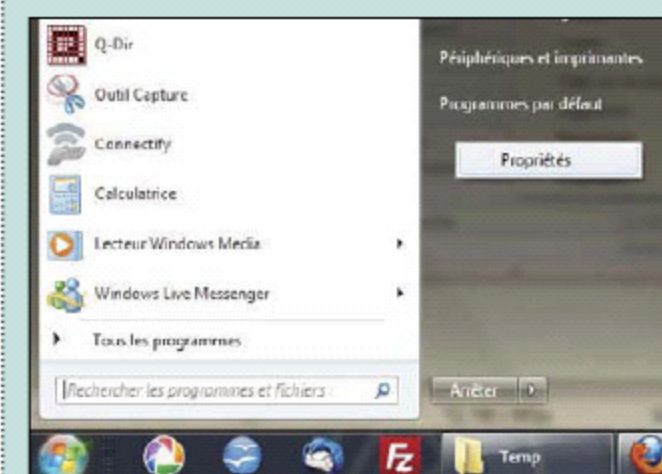 Q-Dir
Outil Capture
Connectify
Calculatrice
Lecteur Windows Media
Windows Live Messenger
Tous les programmes
Rechercher les programmes et fichiers
Périphériques et imprimantes
Programmes par défaut
Propriétés
Arrêter
Fz
Temp